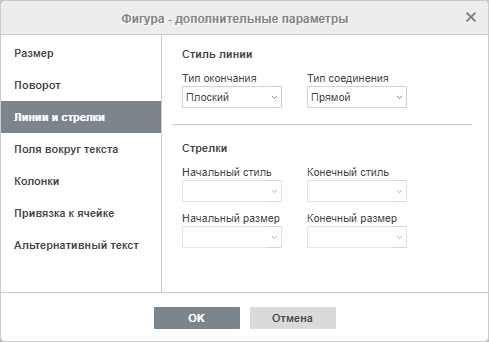 Фигура - дополнительные параметры
Размер
Поворот
Линии и стрелки
Поля вокруг текста
Колонки
Привязка к ячейке
Альтернативный текст
Стиль линии
Тип окончания Тип соединения
Плоский Прямой
Стрелки
Начальный стиль Конечный стиль
Начальный размер Конечный размер
OK Отмена